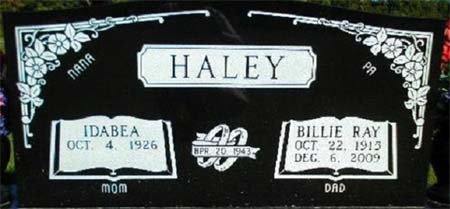 NANA
PA
HALEY
IDABEA
OCT. 4, 1926
APR. 20, 1943
BILLIE RAY
OCT. 22, 1915
DEC. 6, 2009
MOM
DAD